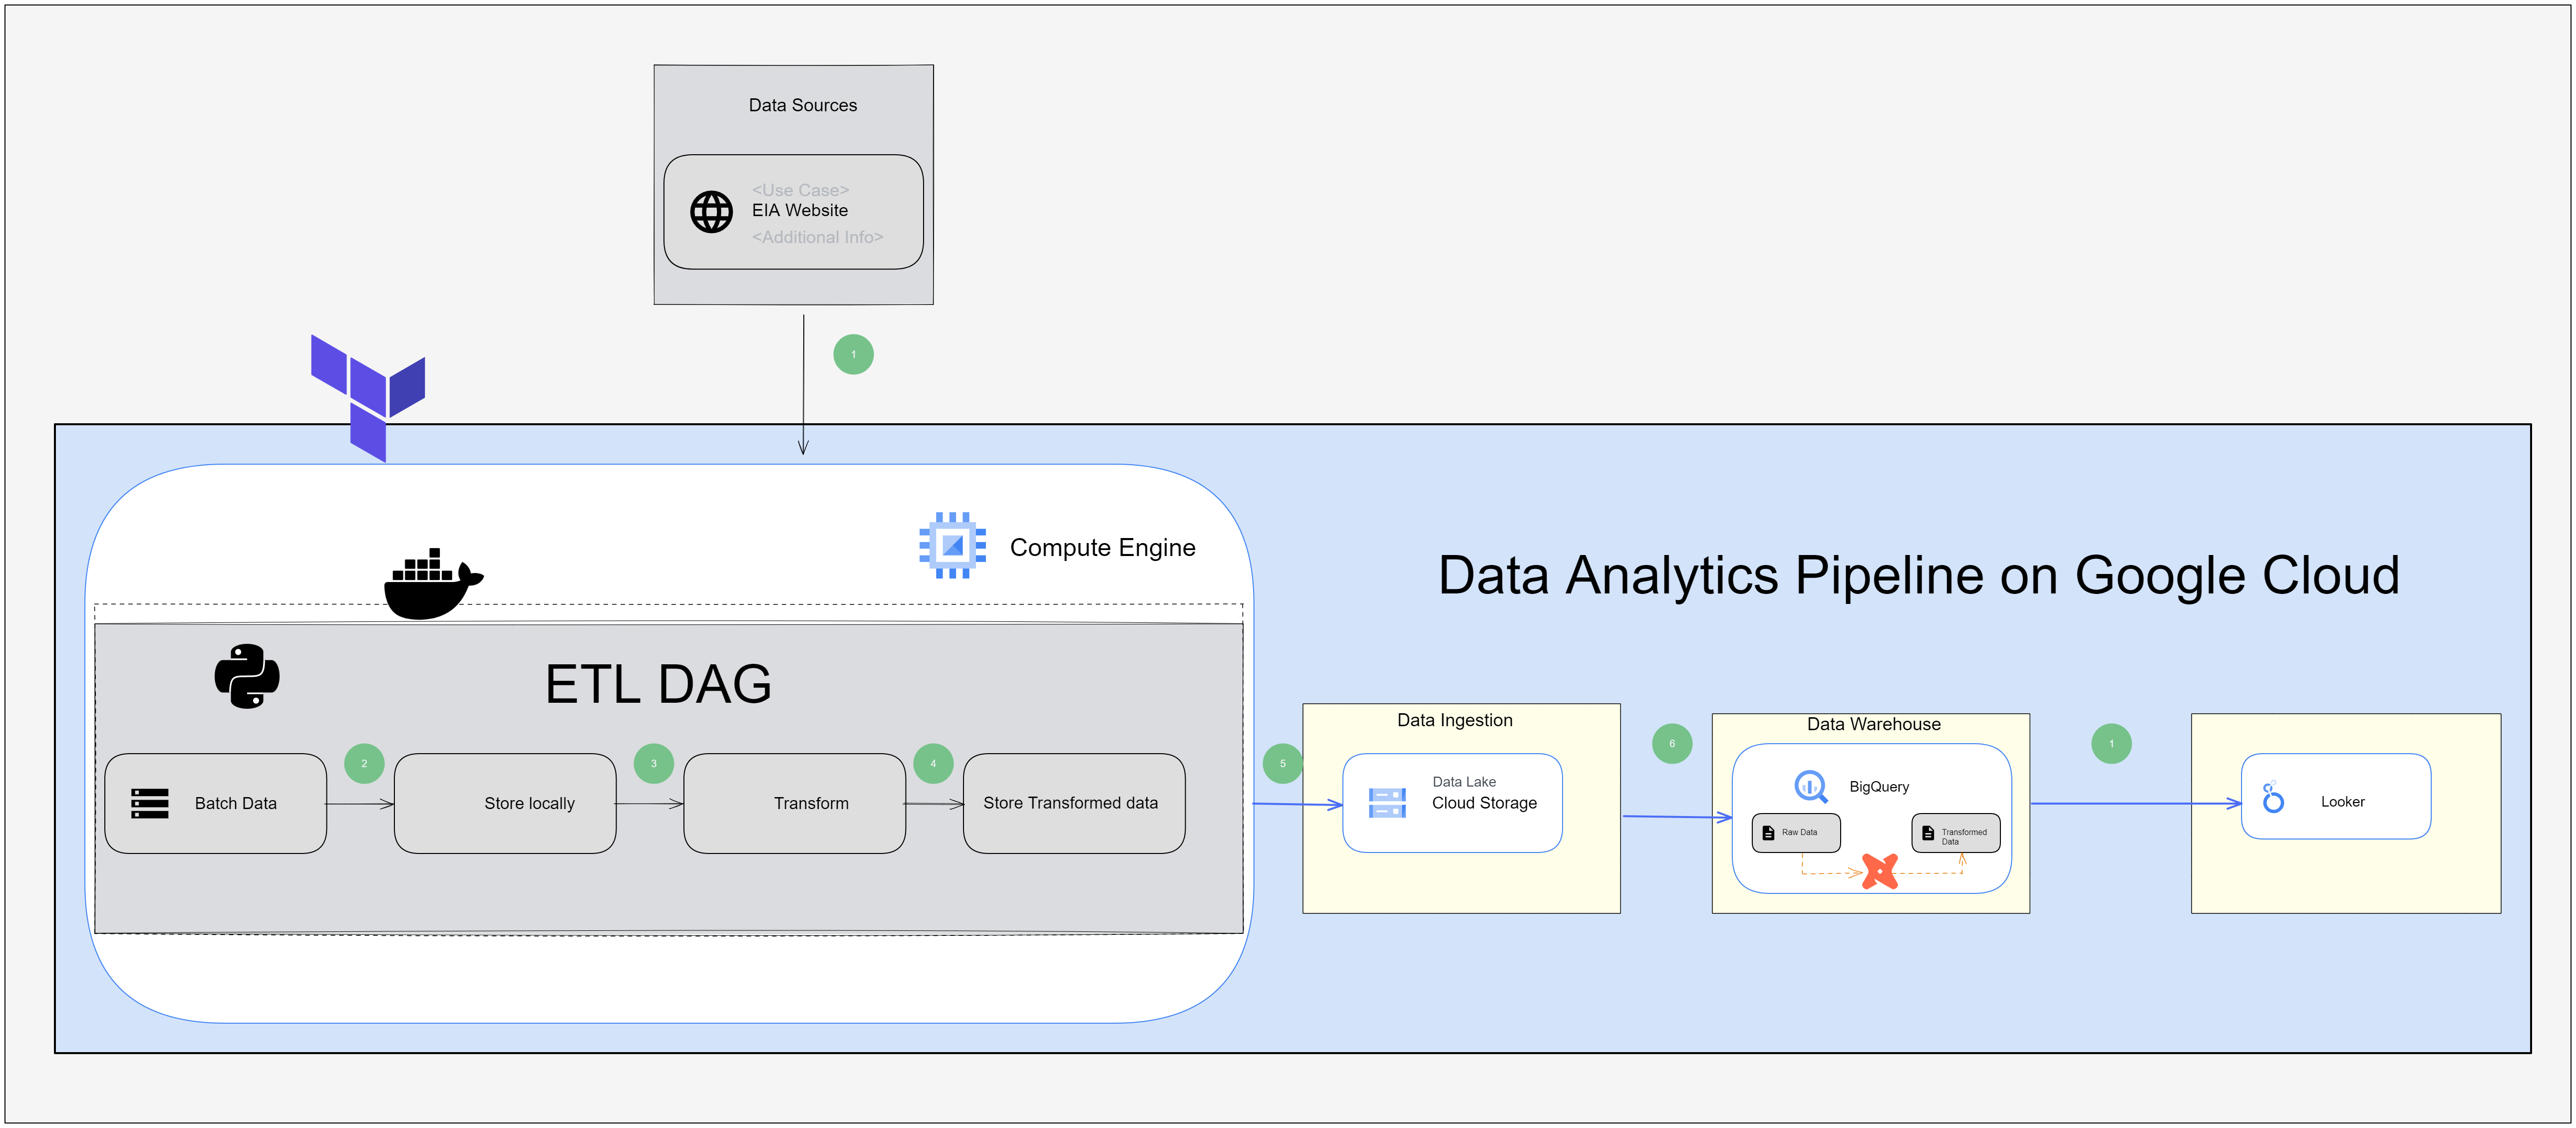 Data Sources
<Use Case>
EIA Website
<Additional Info>
1
Compute Engine
Data Analytics Pipeline on Google Cloud
ETL DAG
Batch Data
2
Store locally
3
Transform
4
Store Transformed data
5
Data Ingestion
Data Lake
Cloud Storage
6
Data Warehouse
BigQuery
Raw Data
Transformed
Data
1
Looker